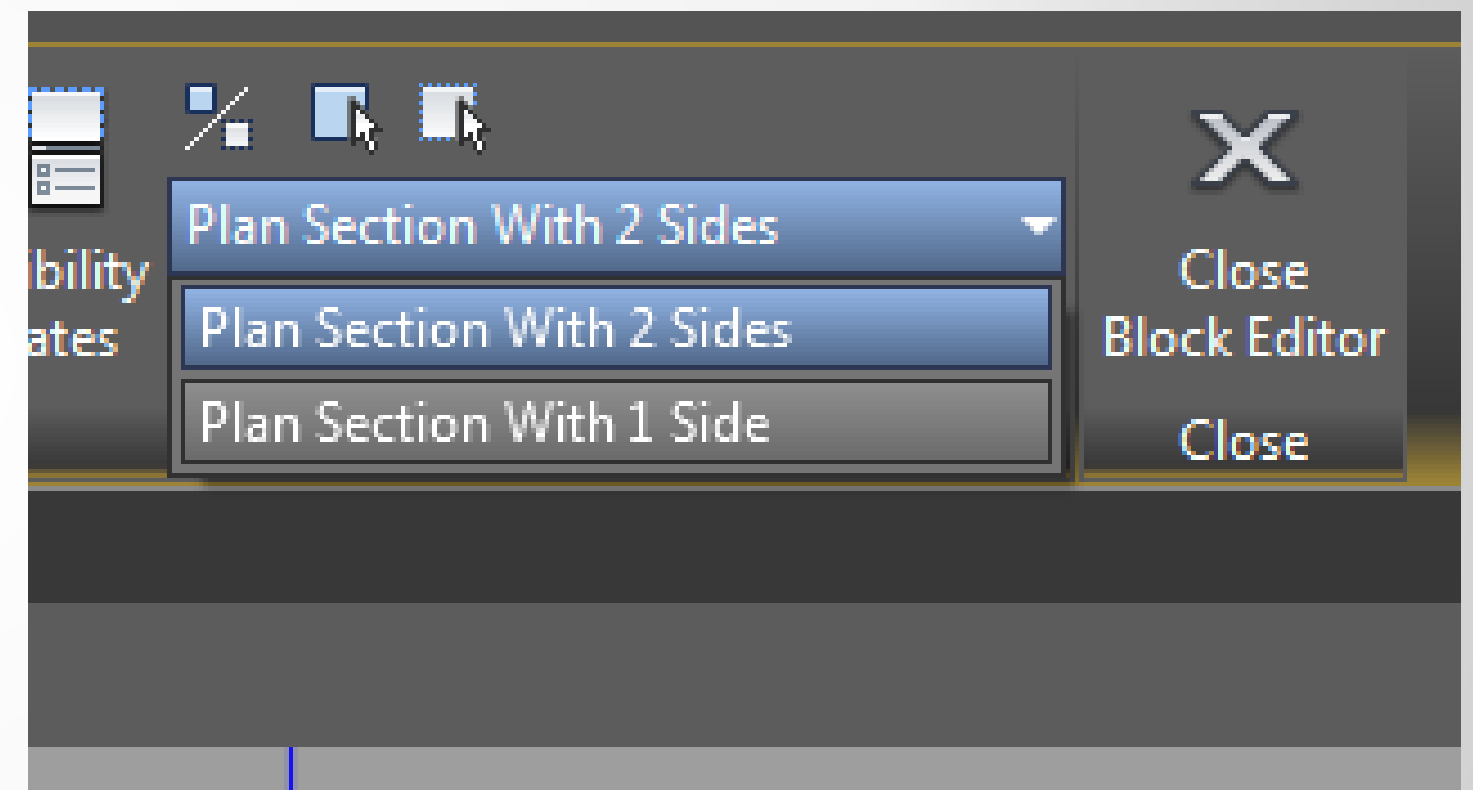 Plan Section With 2 Sides
ibility
ates
Plan Section With 2 Sides
Plan Section With 1 Side
Close
Block Editor
Close